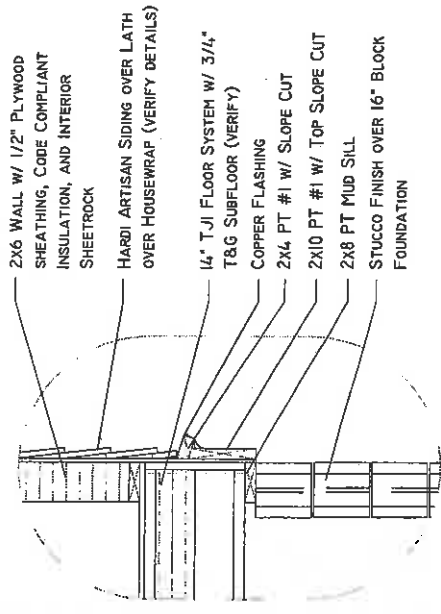 2x6 WALL W/ 1/2" PLYWOOD
SHEATHING, CODE COMPLIANT
INSULATION, AND INTERIOR
SHEETROCK
HARDI ARTISAN SIDING OVER LATH
OVER HOUSEWRAP (VERIFY DETAILS)
14" TJI FLOOR SYSTEM W/ 3/4"
T&G SUBFLOOR (VERIFY)
COPPER FLASHING
2x4 PT #1 W/ SLOPE CUT
2x10 PT #1 W/ TOP SLOPE CUT
2x8 PT MUD SILL
STUCCO FINISH OVER 16" BLOCK
FOUNDATION